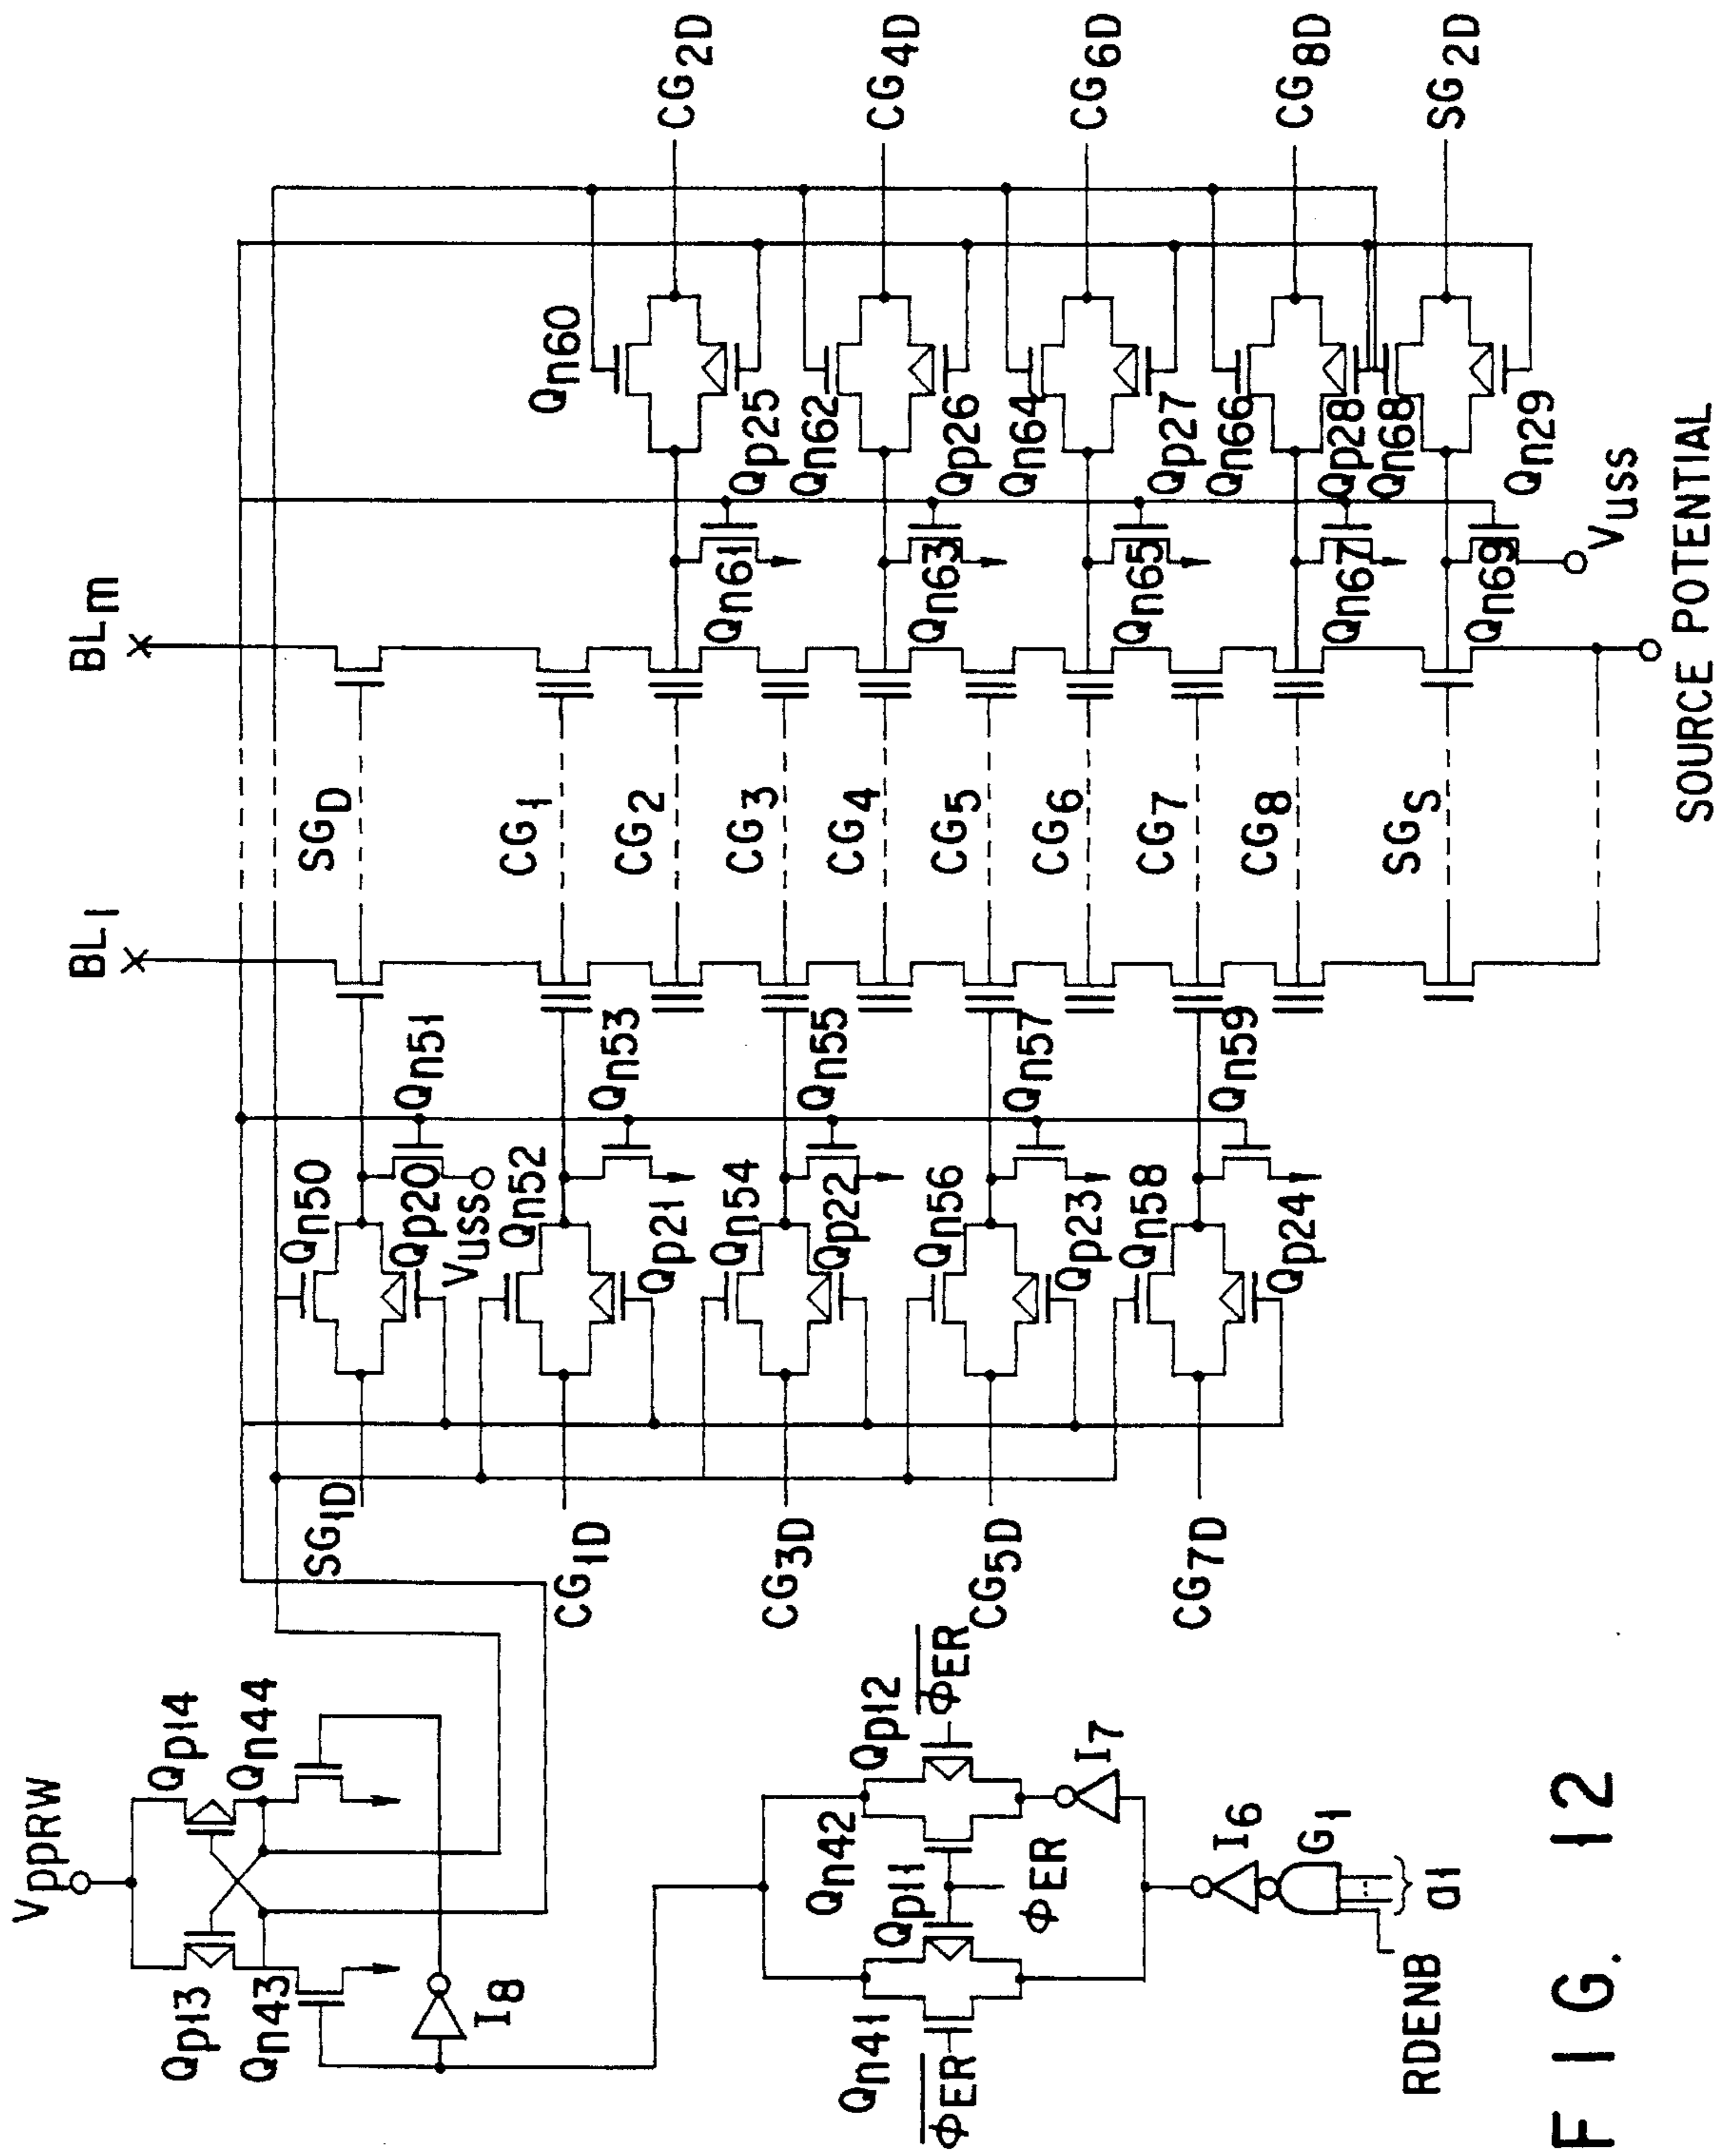 BL1
BLm
VppRW
Qp13
Qp14
Qn43
Qn44
I8
SG1D
Qn50
Qp20
Qn51
Vuss
SGD
CG1D
Qn52
Qp21
Qn53
CG1
CG2
Qn61
Qn60
Qp25
CG2D
CG3D
Qn54
Qp22
Qn55
CG3
CG4
Qn63
Qn62
Qp26
CG4D
CG5D
Qn56
Qp23
Qn57
CG5
CG6
Qn65
Qn64
Qp27
CG6D
CG7D
Qn58
Qp24
Qn59
CG7
CG8
Qn67
Qn66
Qp28
CG8D
SGS
Qn69
Qn68
Qn29
SG2D
Vuss
SOURCE POTENTIAL
Qn41
Qp11
Qn42
Qp12
φER
φER
φER
I7
I6
G1
RDENB
a1
FIG. 12